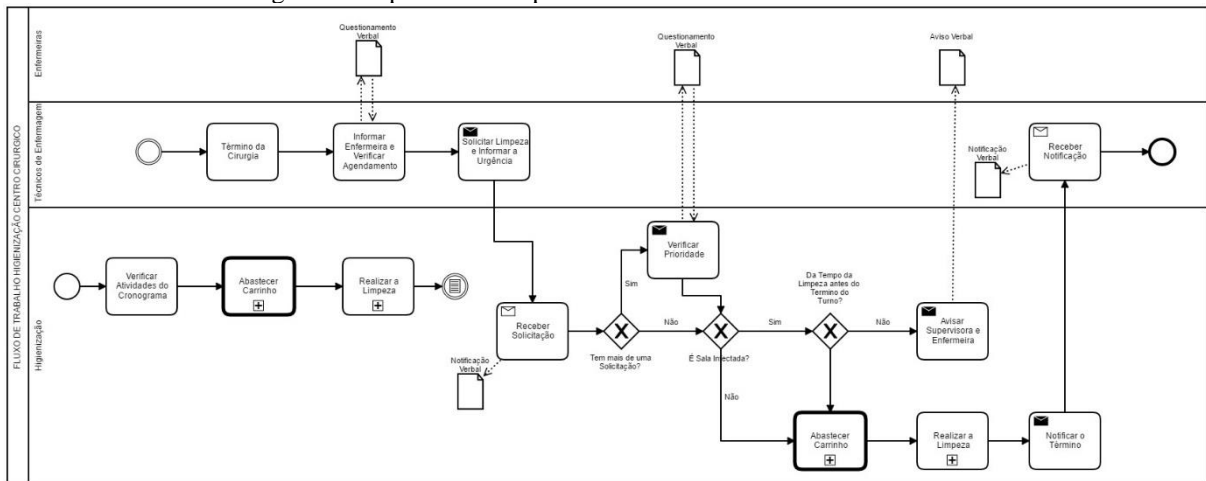 FLUXO DE TRABALHO HIGIENIZAÇÃO CENTRO CIRURGICO
Enfermeiras
Questionamento
Verbal
Questionamento
Verbal
Aviso Verbal
Técnicos de Enfermagem
Término da
Cirurgia
Informar
Enfermeira e
Verificar
Agendamento
Solicitar Limpeza
e Informar a
Urgência
Notificação
Verbal
Receber
Notificação
Higienização
Verificar
Atividades do
Cronograma
Abastecer
Carrinho
Realizar a
Limpeza
Receber
Solicitação
Notificação
Verbal
Tem mais de uma
Solicitação?
Sim
Não
Verificar
Prioridade
É Sala Infectada?
Sim
Não
Da Tempo da
Limpeza antes do
Termino do
Turno?
Não
Avisar
Supervisora e
Enfermeira
Abastecer
Carrinho
Realizar a
Limpeza
Notificar o
Término